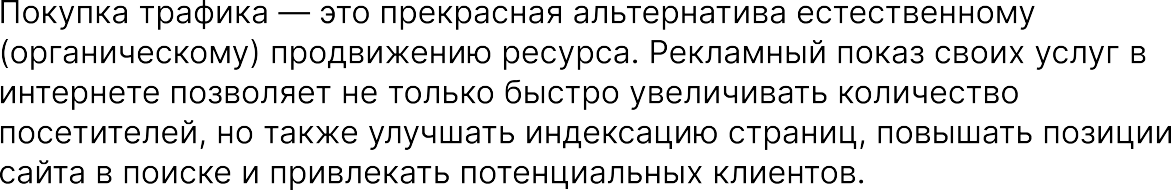 Покупка трафика — это прекрасная альтернатива естественному
(органическому) продвижению ресурса. Рекламный показ своих услуг в
интернете позволяет не только быстро увеличивать количество
посетителей, но также улучшать индексацию страниц, повышать позиции
сайта в поиске и привлекать потенциальных клиентов.